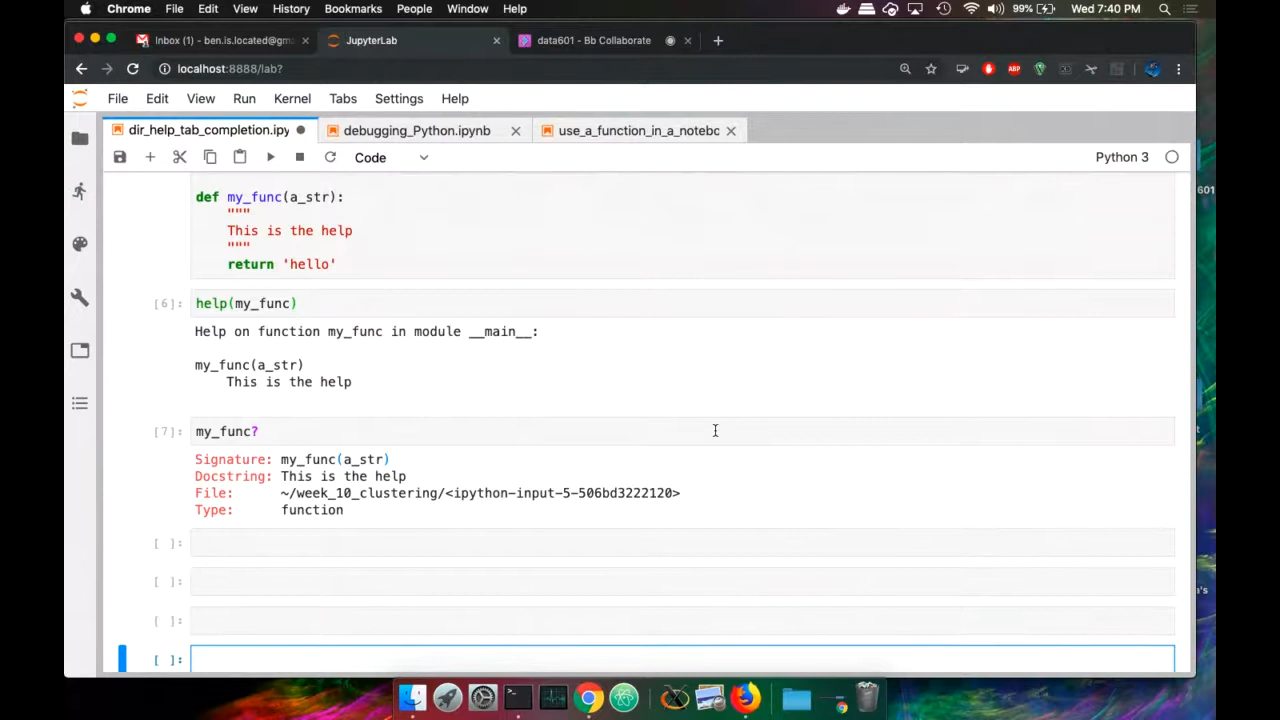 Chrome File Edit View History Bookmarks People Window Help 99% Wed 7:40 PM
Inbox (1) - ben.is.located@gma JupyterLab data601 - Bb Collaborate
localhost:8888/lab? ABP
File Edit View Run Kernel Tabs Settings Help
dir_help_tab_completion.ipy debugging_Python.ipynb use_a_function_in_a_notebo
Code Python 3
601
def my_func(a_str):
"""
This is the help
"""
return 'hello'
[6]: help(my_func)
Help on function my_func in module __main__:
my_func(a_str)
This is the help
[7]: my_func?
Signature: my_func(a_str)
Docstring: This is the help
File: ~/week_10_clustering/<ipython-input-5-506bd3222120>
Type: function
[ ]:
[ ]:
[ ]:
[ ]: